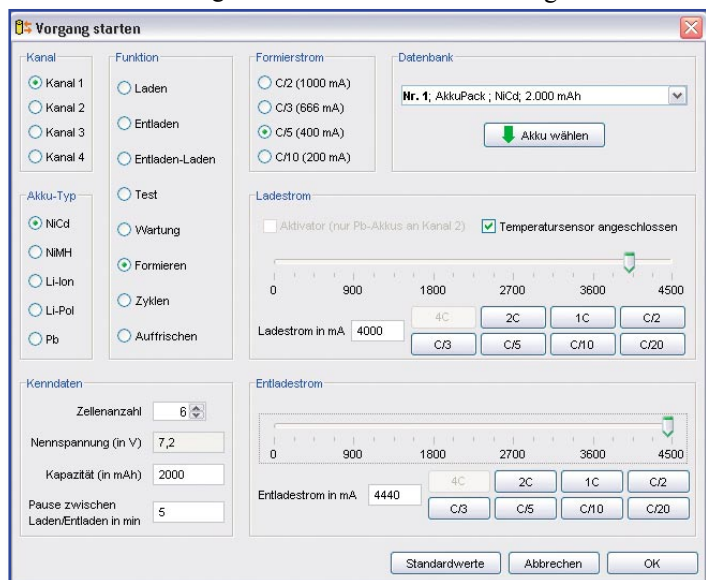 Vorgang starten
Kanal
Kanal 1
Kanal 2
Kanal 3
Kanal 4
Funktion
Laden
Entladen
Entladen-Laden
Test
Wartung
Formieren
Zyklen
Auffrischen
Formierstrom
C/2 (1000 mA)
C/3 (666 mA)
C/5 (400 mA)
C/10 (200 mA)
Datenbank
Nr. 1; AkkuPack ; NiCd; 2.000 mAh
Akku wählen
Akku-Typ
NiCd
NiMH
Li-Ion
Li-Pol
Pb
Ladestrom
Aktivator (nur Pb-Akkus an Kanal 2) Temperatursensor angeschlossen
0 900 1800 2700 3600 4500
Ladestrom in mA 4000
4C 2C 1C C/2
C/3 C/5 C/10 C/20
Kenndaten
Zellenanzahl 6
Nennspannung (in V) 7,2
Kapazität (in mAh) 2000
Pause zwischen
Laden/Entladen in min 5
Entladestrom
0 900 1800 2700 3600 4500
Entladestrom in mA 4440
4C 2C 1C C/2
C/3 C/5 C/10 C/20
Standardwerte Abbrechen OK